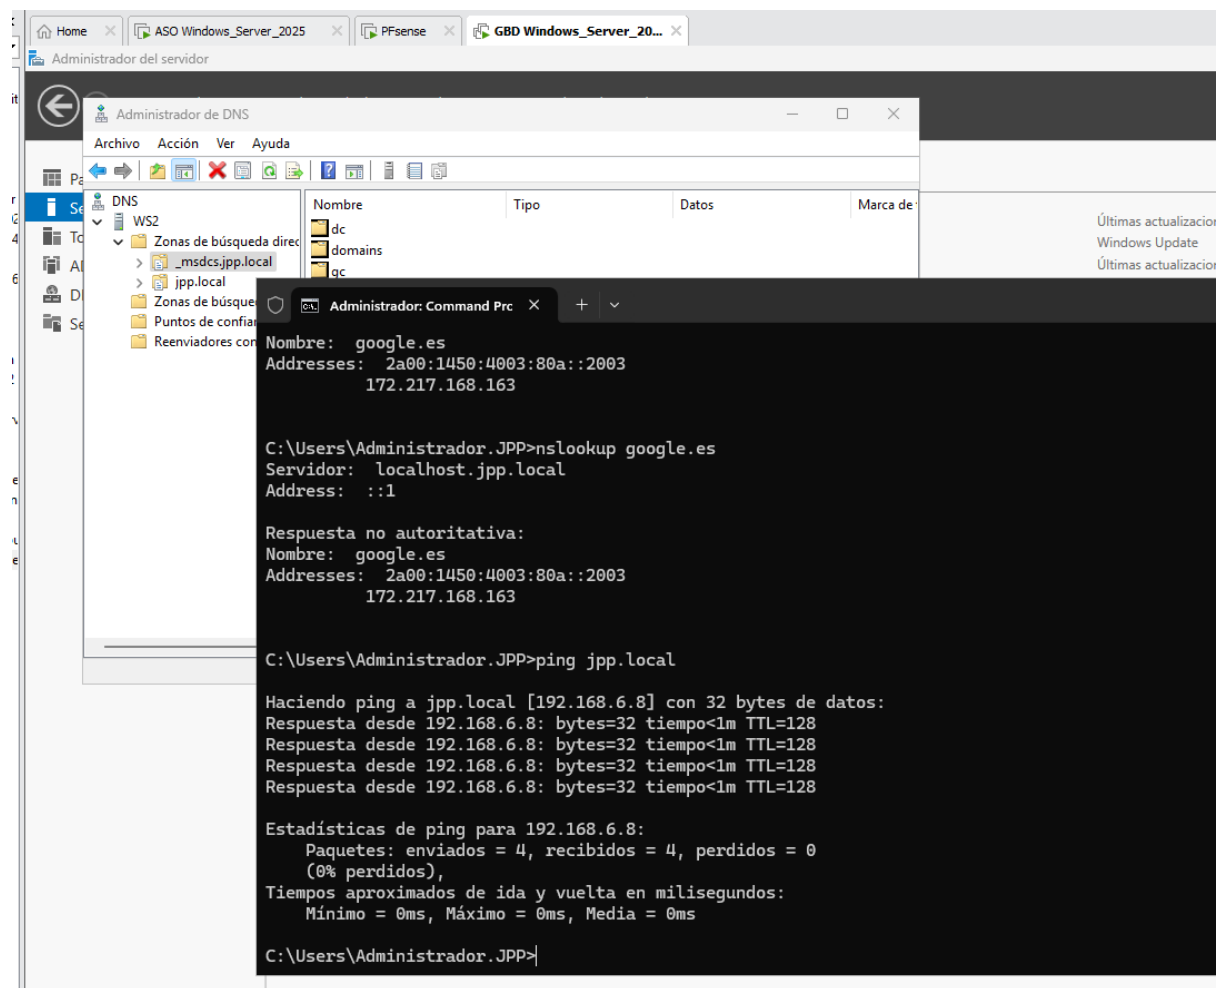 Home
ASO Windows_Server_2025
PFsense
GBD Windows_Server_20...
Administrador del servidor
Administrador de DNS
Archivo Acción Ver Ayuda
DNS
WS2
Zonas de búsqueda direc
_msdcs.jpp.local
jpp.local
Zonas de búsque
Puntos de confiar
Reenviadores con
Nombre Tipo Datos Marca de
dc
domains
gc
Últimas actualizacior
Windows Update
Últimas actualizacior
Administrador: Command Prc
Nombre:  google.es
Addresses:  2a00:1450:4003:80a::2003
172.217.168.163
C:\Users\Administrador.JPP>nslookup google.es
Servidor:  localhost.jpp.local
Address:  ::1
Respuesta no autoritativa:
Nombre:  google.es
Addresses:  2a00:1450:4003:80a::2003
172.217.168.163
C:\Users\Administrador.JPP>ping jpp.local
Haciendo ping a jpp.local [192.168.6.8] con 32 bytes de datos:
Respuesta desde 192.168.6.8: bytes=32 tiempo<1m TTL=128
Respuesta desde 192.168.6.8: bytes=32 tiempo<1m TTL=128
Respuesta desde 192.168.6.8: bytes=32 tiempo<1m TTL=128
Respuesta desde 192.168.6.8: bytes=32 tiempo<1m TTL=128
Estadísticas de ping para 192.168.6.8:
Paquetes: enviados = 4, recibidos = 4, perdidos = 0
(0% perdidos),
Tiempos aproximados de ida y vuelta en milisegundos:
Mínimo = 0ms, Máximo = 0ms, Media = 0ms
C:\Users\Administrador.JPP>